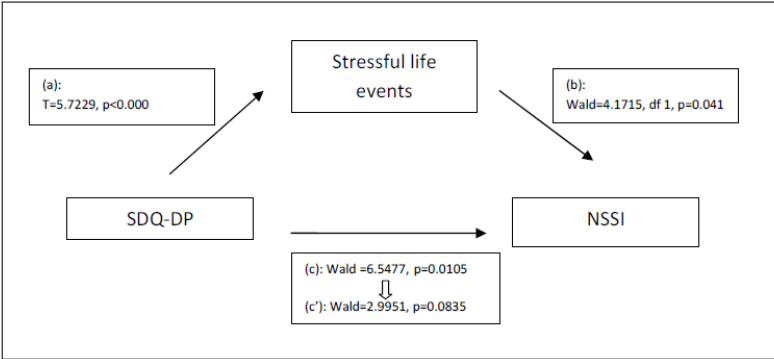 Stressful life
events
(a):
T=5.7229, p<0.000
(b):
Wald=4.1715, df 1, p=0.041
SDQ-DP
NSSI
(c): Wald =6.5477, p=0.0105
(c’): Wald=2.9951, p=0.0835